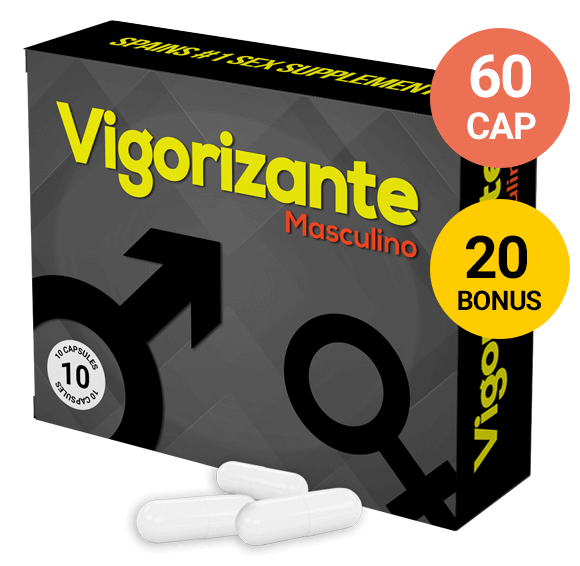 SPAINS #1 SEX SUPPLEMENT
Vigorizante
Masculino
60
CAP
20
BONUS
10 CAPSULES
10
10 CAPSULES
Vigorizante